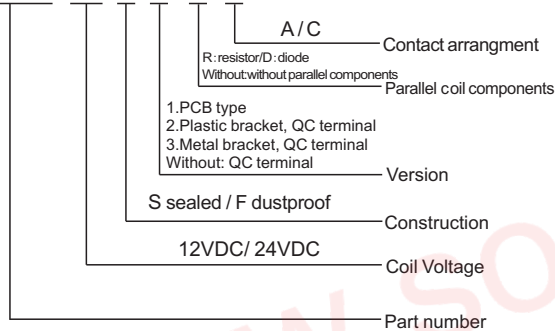 A/C
Contact arrangment
R:resistor/D:diode
Without:without parallel components
Parallel coil components
1.PCB type
2.Plastic bracket, QC terminal
3.Metal bracket, QC terminal
Without: QC terminal
Version
S sealed / F dustproof
Construction
12VDC/ 24VDC
Coil Voltage
Part number
W SO